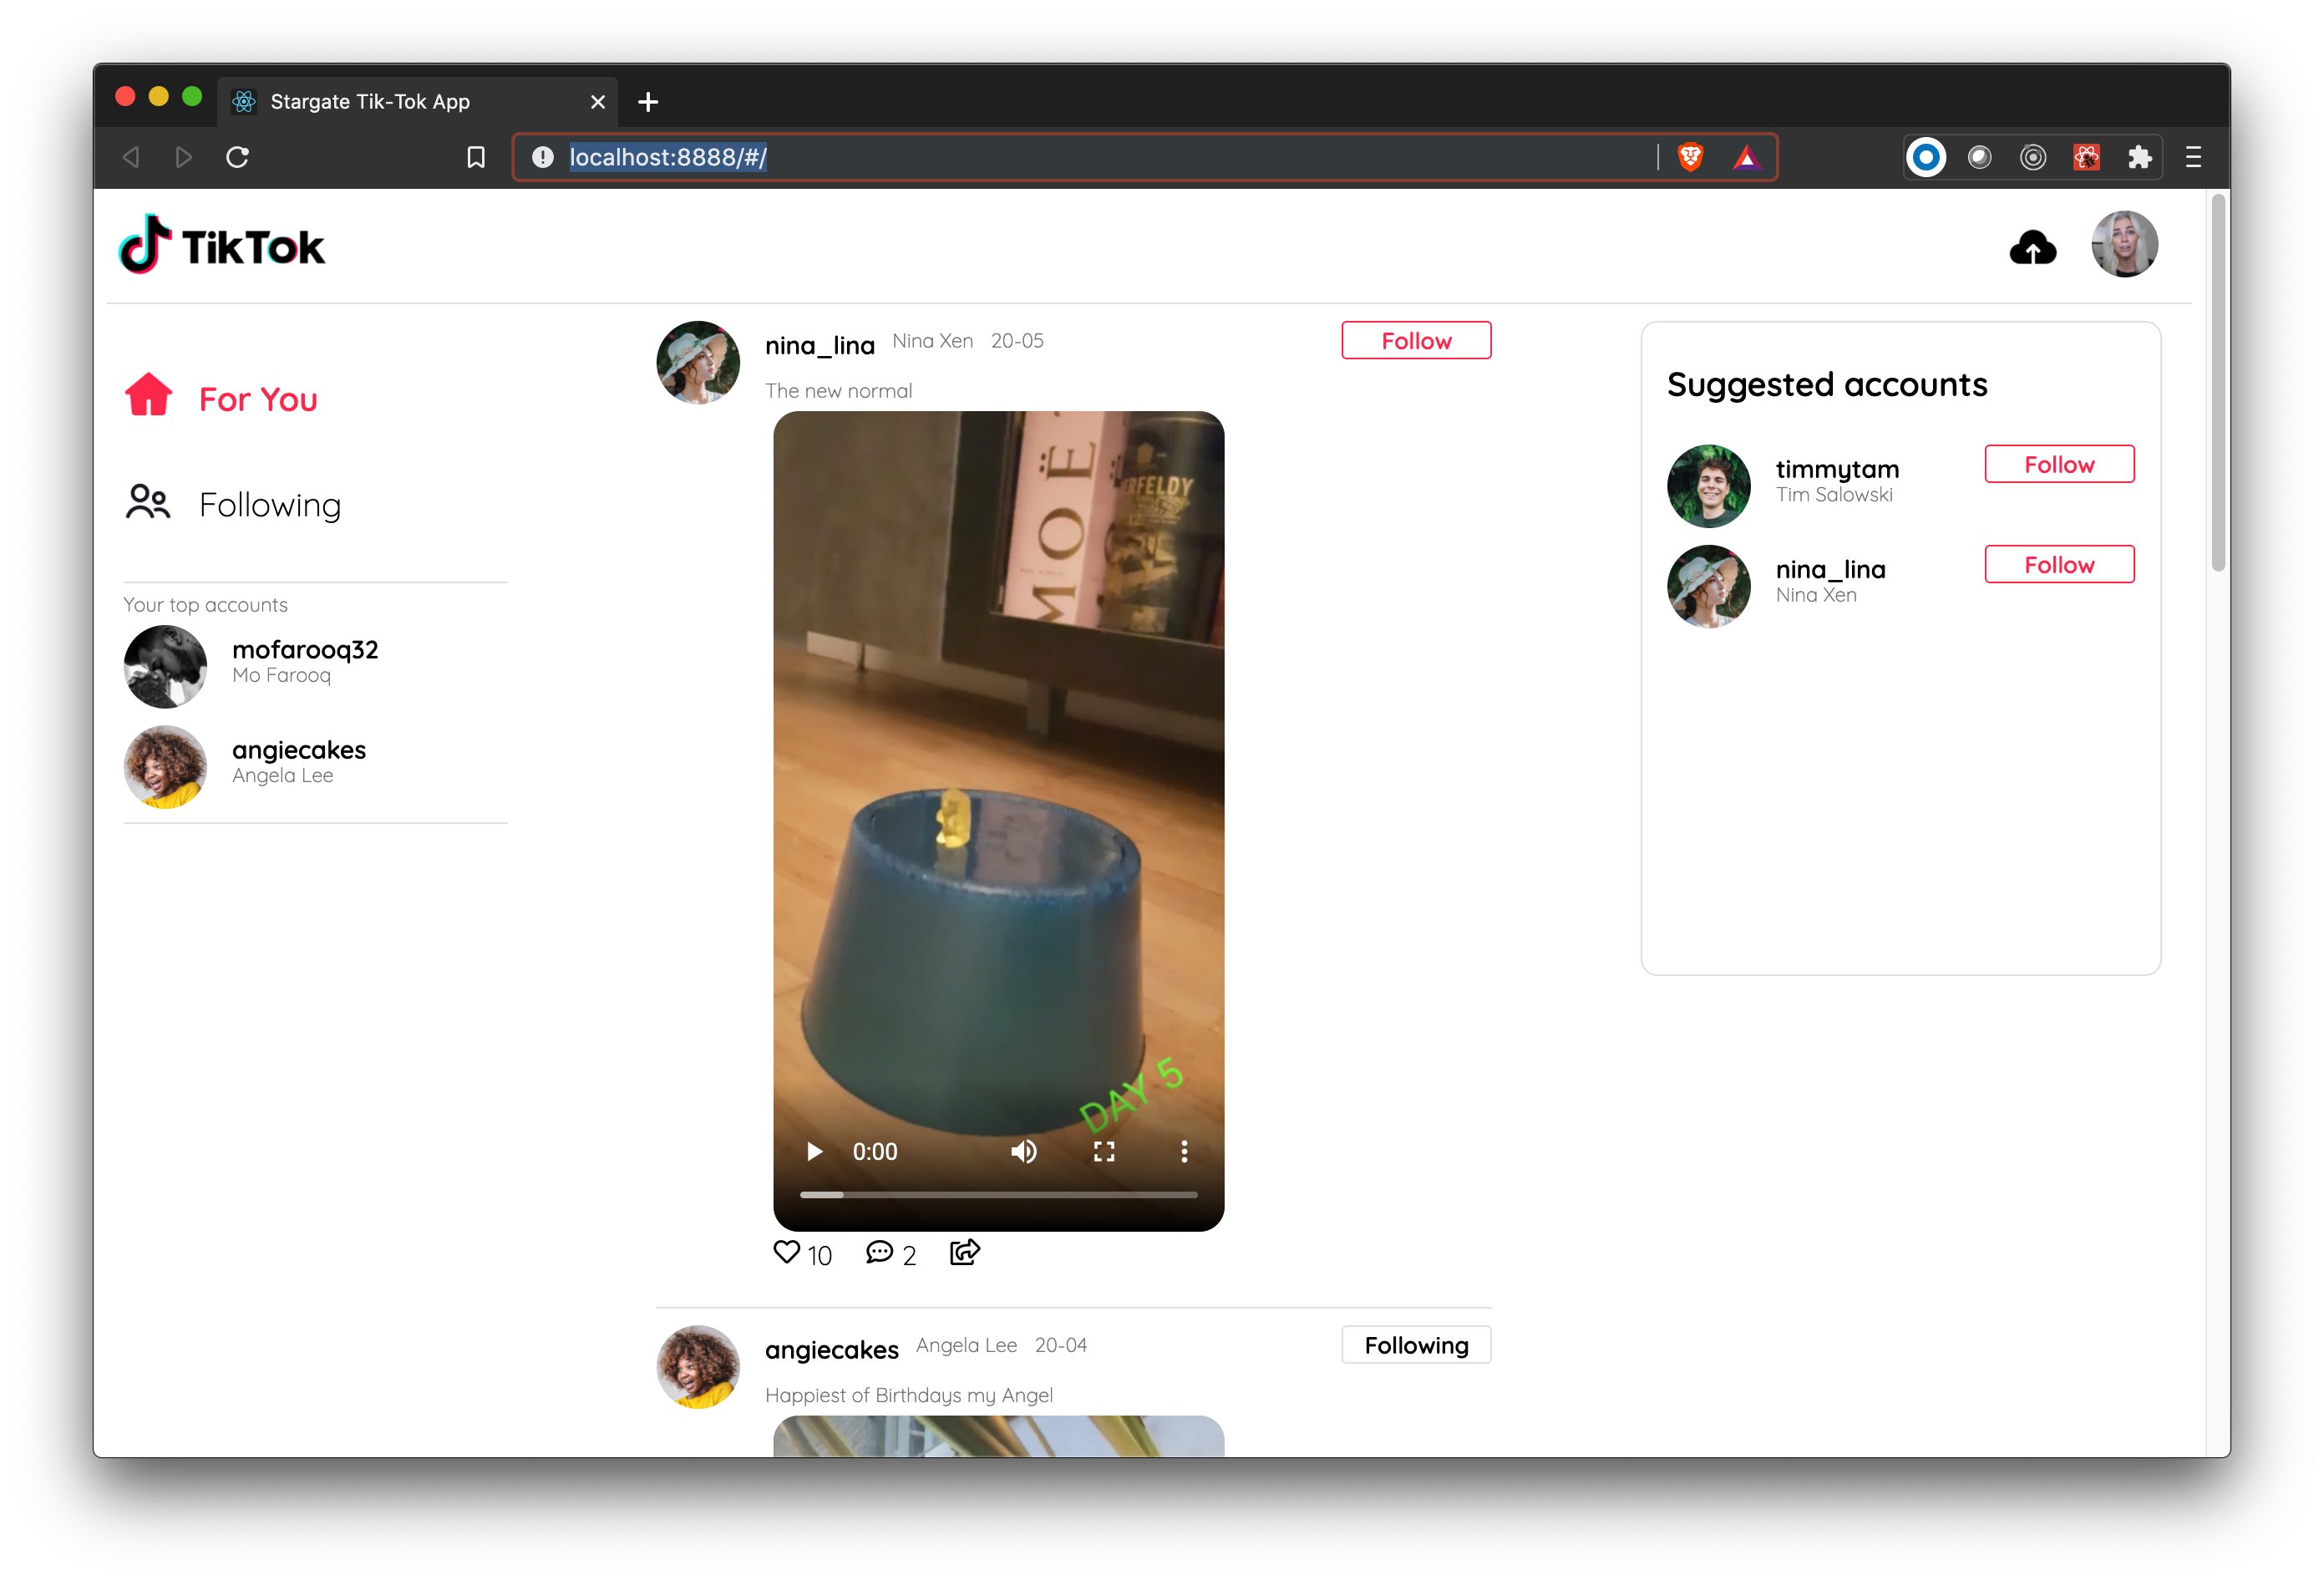 Stargate Tik-Tok App
localhost:8888/#/
TikTok
For You
Following
Your top accounts
mofarooq32
Mo Farooq
angiecakes
Angela Lee
nina_lina Nina Xen 20-05
Follow
The new normal
MOË
RFELDY
DAY 5
0:00
10 2
angiecakes Angela Lee 20-04
Following
Happiest of Birthdays my Angel
Suggested accounts
timmytam
Follow
Tim Salowski
nina_lina
Follow
Nina Xen